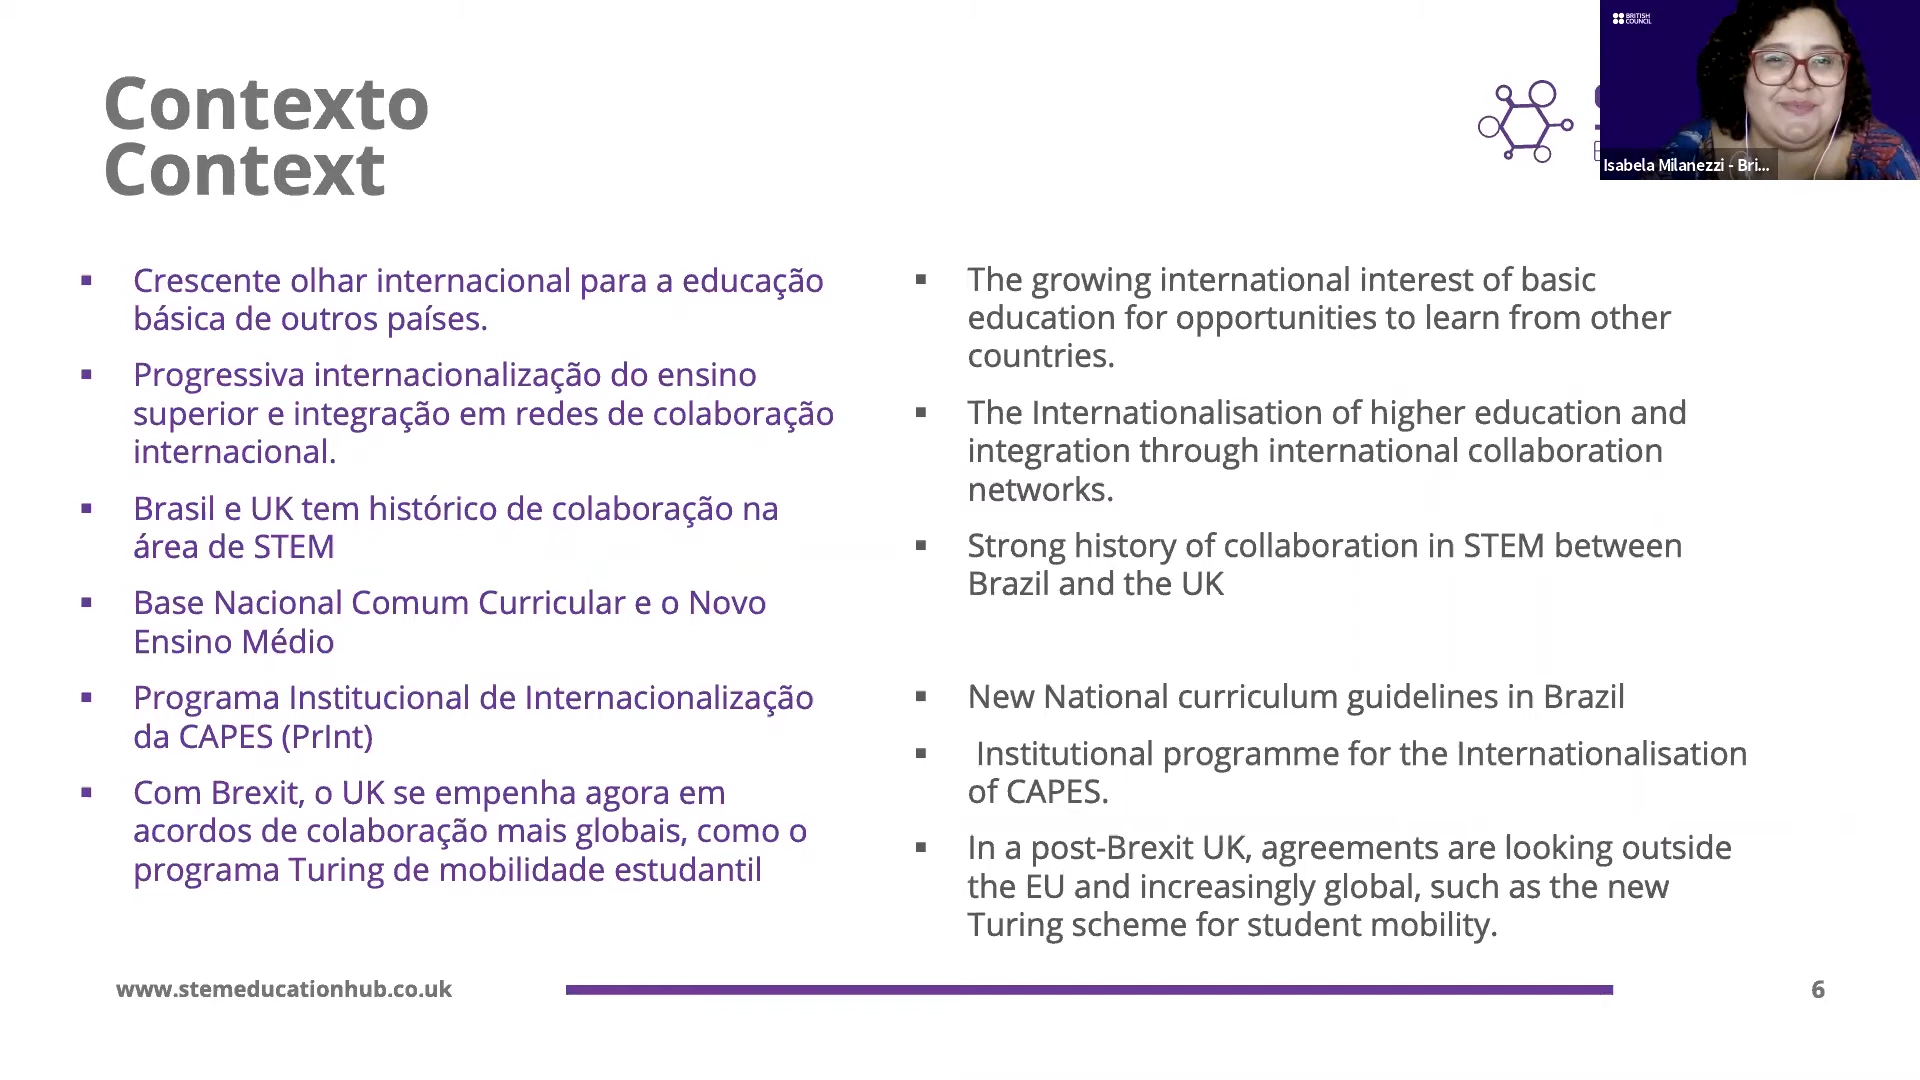 Contexto
Context
BRITISH
COUNCIL
Isabela Milanezzi - Bri...
▪ Crescente olhar internacional para a educação
básica de outros países.
▪ Progressiva internacionalização do ensino
superior e integração em redes de colaboração
internacional.
▪ Brasil e UK tem histórico de colaboração na
área de STEM
▪ Base Nacional Comum Curricular e o Novo
Ensino Médio
▪ Programa Institucional de Internacionalização
da CAPES (PrInt)
▪ Com Brexit, o UK se empenha agora em
acordos de colaboração mais globais, como o
programa Turing de mobilidade estudantil
▪ The growing international interest of basic
education for opportunities to learn from other
countries.
▪ The Internationalisation of higher education and
integration through international collaboration
networks.
▪ Strong history of collaboration in STEM between
Brazil and the UK
▪ New National curriculum guidelines in Brazil
▪ Institutional programme for the Internationalisation
of CAPES.
▪ In a post-Brexit UK, agreements are looking outside
the EU and increasingly global, such as the new
Turing scheme for student mobility.
www.stemeducationhub.co.uk
6